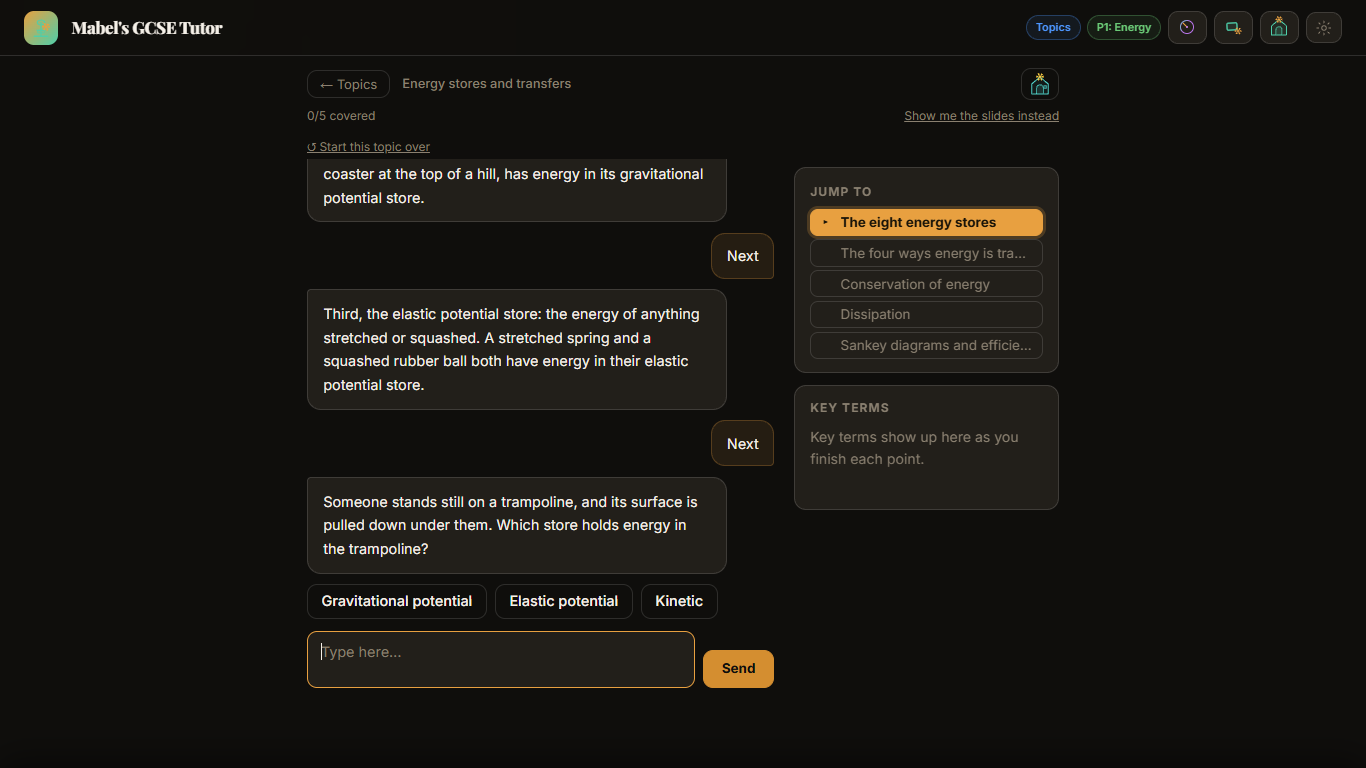 Mabel's GCSE Tutor
Topics
P1: Energy
← Topics
Energy stores and transfers
0/5 covered
Show me the slides instead
↺ Start this topic over
coaster at the top of a hill, has energy in its gravitational
potential store.
Next
Third, the elastic potential store: the energy of anything
stretched or squashed. A stretched spring and a
squashed rubber ball both have energy in their elastic
potential store.
Next
Someone stands still on a trampoline, and its surface is
pulled down under them. Which store holds energy in
the trampoline?
Gravitational potential
Elastic potential
Kinetic
Type here...
Send
JUMP TO
The eight energy stores
The four ways energy is tra...
Conservation of energy
Dissipation
Sankey diagrams and efficie...
KEY TERMS
Key terms show up here as you
finish each point.